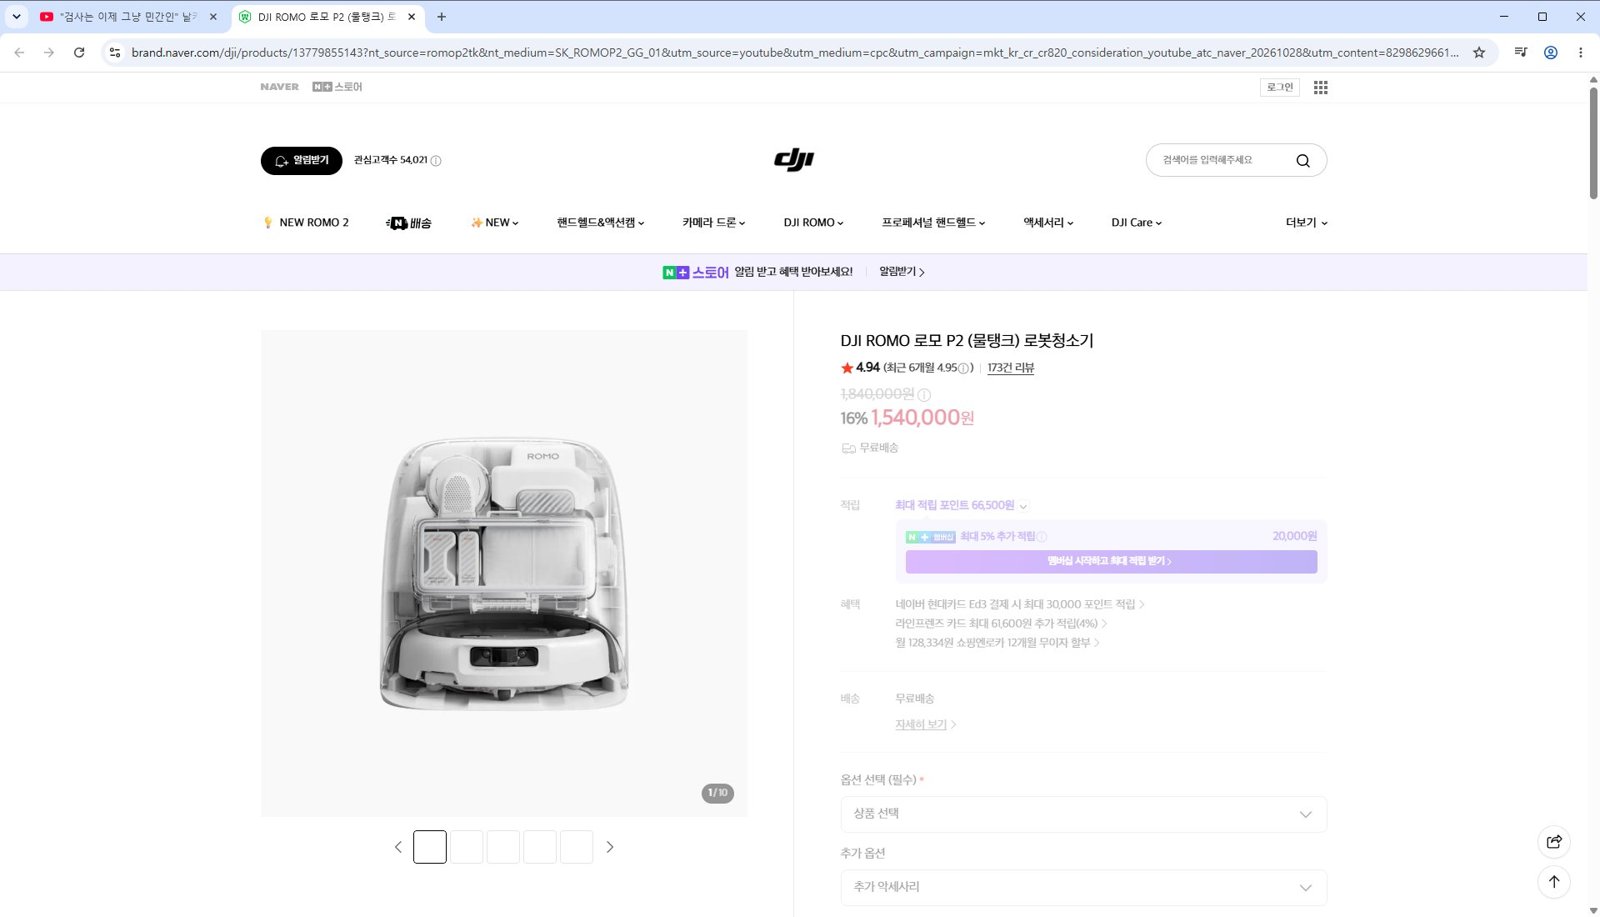 "검사는 이제 그냥 민간인"
DJI ROMO 로모 P2 (물탱크) 로
brand.naver.com/dji/products/13779855143?nt_source=romop2tk&nt_medium=SK_ROMOP2_GG_01&utm_source=youtube&utm_medium=cpc&utm_campaign=mkt_kr_cr_cr820_consideration_youtube_atc_naver_20261028&utm_content=8298629661...
NAVER N+스토어 로그인
알림받기 관심고객수 54,021
dji
검색어를 입력해주세요
NEW ROMO 2 N배송 NEW 핸드헬드&액션캠 카메라 드론 DJI ROMO 프로페셔널 핸드헬드 액세서리 DJI Care 더보기
N+스토어 알림 받고 혜택 받아보세요! 알림받기
ROMO
1/10
DJI ROMO 로모 P2 (물탱크) 로봇청소기
4.94 (최근 6개월 4.95) 173건 리뷰
1,840,000원
16% 1,540,000원
무료배송
적립 최대 적립 포인트 66,500원
N+멤버십 최대 5% 추가 적립 20,000원
멤버십 시작하고 최대 적립 받기
혜택 네이버 현대카드 Ed3 결제 시 최대 30,000 포인트 적립
라인프렌즈 카드 최대 61,600원 추가 적립(4%)
월 128,334원 쇼핑엔로카 12개월 무이자 할부
배송 무료배송
자세히 보기
옵션 선택 (필수) *
상품 선택
추가 옵션
추가 악세사리